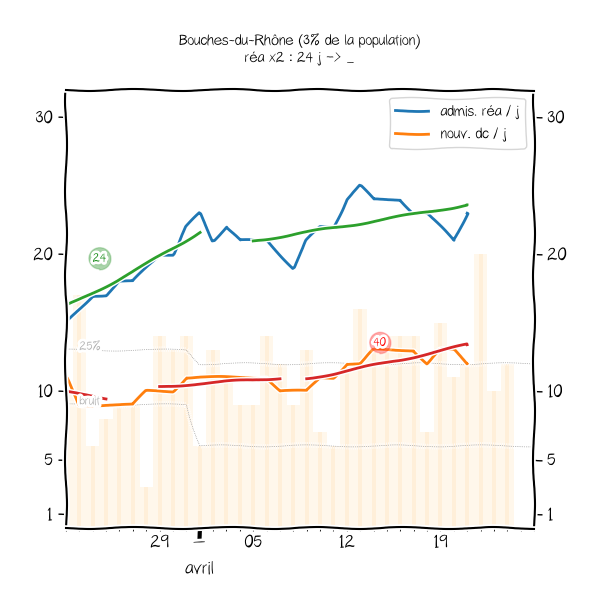 Bouches-du-Rhône (3% de la population)
réa x2 : 24 j -> _
admis. réa / j
nouv. dc / j
30
30
20
20
24
25%
40
10
10
bruit
5
5
1
1
29
05
12
19
avril